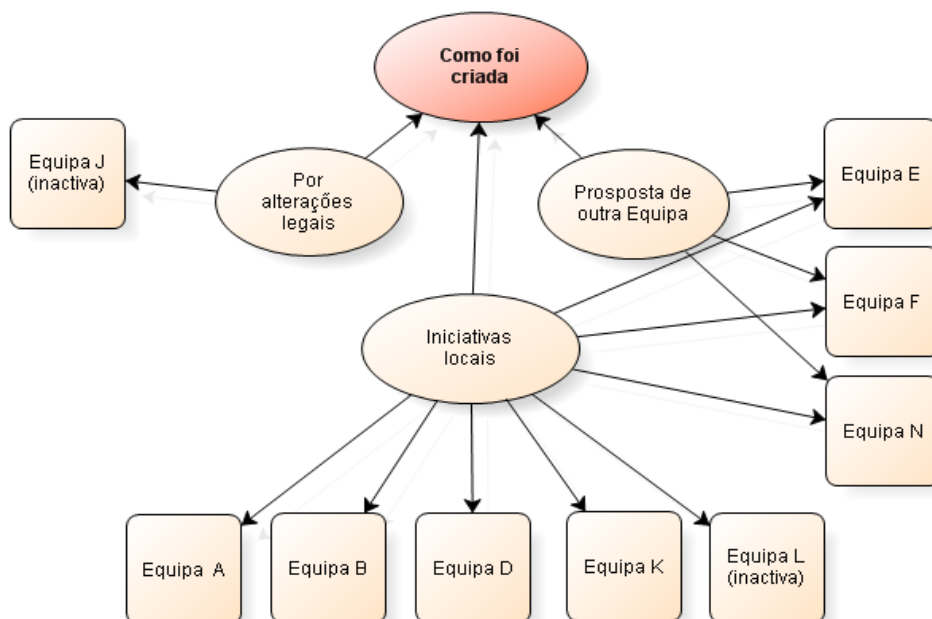 Como foi
criada
Equipa J
(inactiva)
Por
alterações
legais
Prosposta de
outra Equipa
Equipa E
Equipa F
Iniciativas
locais
Equipa N
Equipa A
Equipa B
Equipa D
Equipa K
Equipa L
(inactiva)